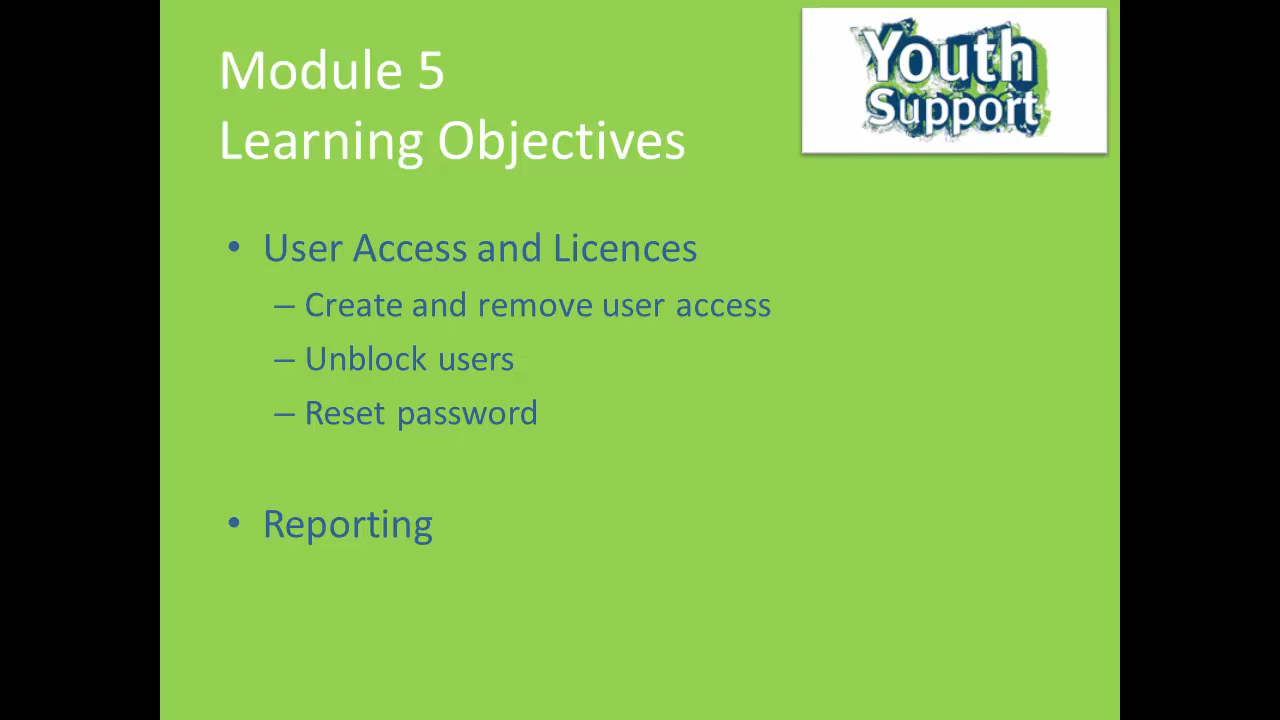 Module 5
Learning Objectives
Youth
Support
• User Access and Licences
– Create and remove user access
– Unblock users
– Reset password
• Reporting